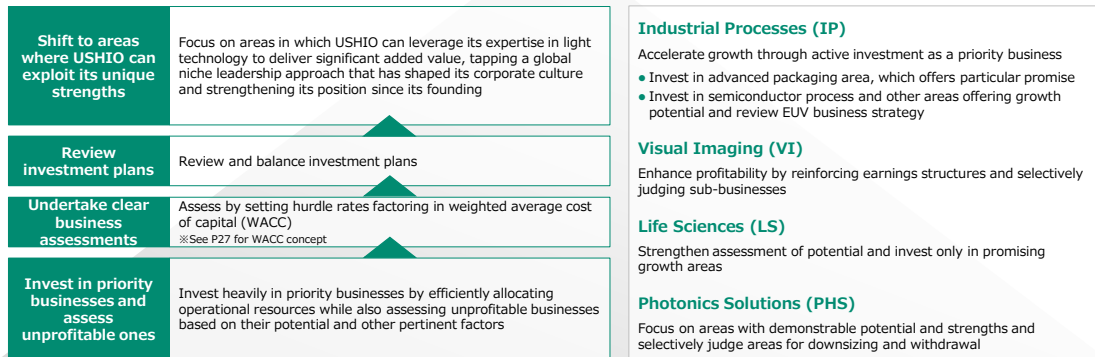 Shift to areas
where USHIO can
exploit its unique
strengths
Focus on areas in which USHIO can leverage its expertise in light
technology to deliver significant added value, tapping a global
niche leadership approach that has shaped its corporate culture
and strengthening its position since its founding
Review
investment plans
Review and balance investment plans
Undertake clear
business
assessments
Assess by setting hurdle rates factoring in weighted average cost
of capital (WACC)
※See P27 for WACC concept
Invest in priority
businesses and
assess
unprofitable ones
Invest heavily in priority businesses by efficiently allocating
operational resources while also assessing unprofitable businesses
based on their potential and other pertinent factors
Industrial Processes (IP)
Accelerate growth through active investment as a priority business
● Invest in advanced packaging area, which offers particular promise
● Invest in semiconductor process and other areas offering growth
potential and review EUV business strategy
Visual Imaging (VI)
Enhance profitability by reinforcing earnings structures and selectively
judging sub-businesses
Life Sciences (LS)
Strengthen assessment of potential and invest only in promising
growth areas
Photonics Solutions (PHS)
Focus on areas with demonstrable potential and strengths and
selectively judge areas for downsizing and withdrawal